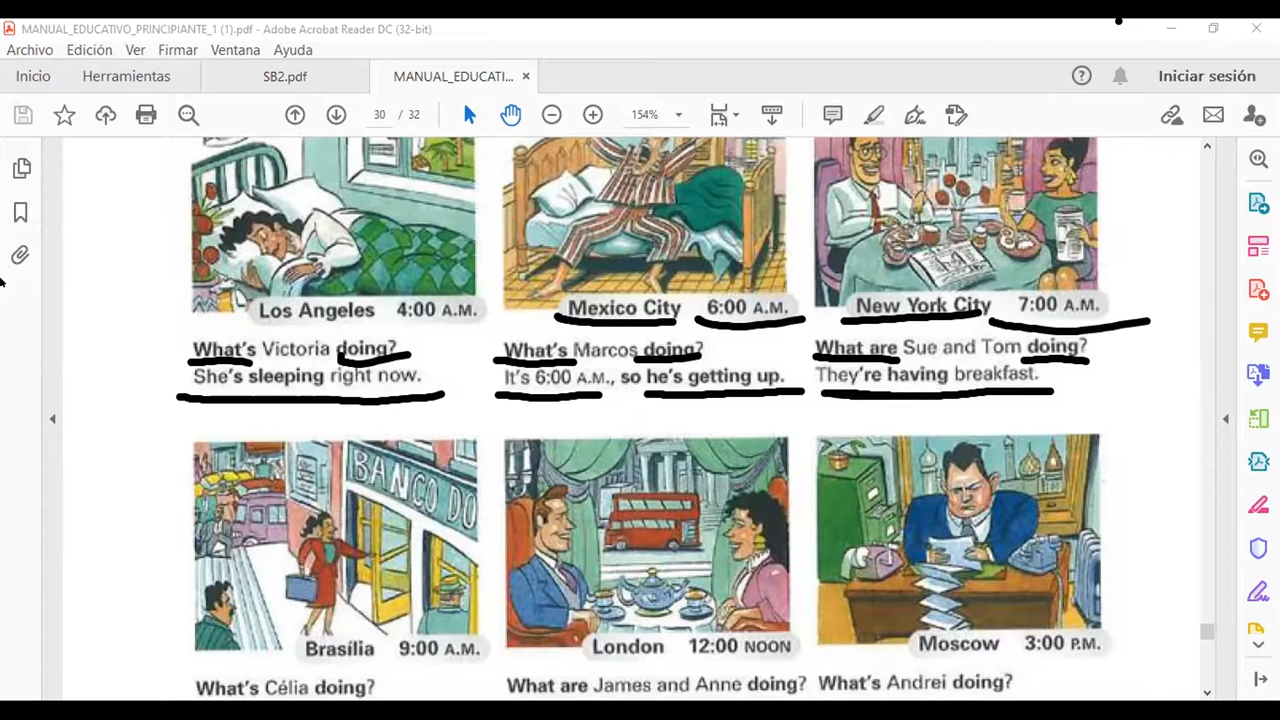 MANUAL_EDUCATIVO_PRINCIPIANTE_1 (1).pdf - Adobe Acrobat Reader DC (32-bit)
Archivo Edición Ver Firmar Ventana Ayuda
Inicio Herramientas SB2.pdf MANUAL_EDUCATI... × Iniciar sesión
30 / 32 154%
Los Angeles 4:00 A.M.
Mexico City 6:00 A.M.
New York City 7:00 A.M.
What's Victoria doing?
She's sleeping right now.
What's Marcos doing?
It's 6:00 A.M., so he's getting up.
What are Sue and Tom doing?
They're having breakfast.
BANCO DO
Brasília 9:00 A.M.
London 12:00 NOON
Moscow 3:00 P.M.
What's Célia doing?
What are James and Anne doing?
What's Andrei doing?